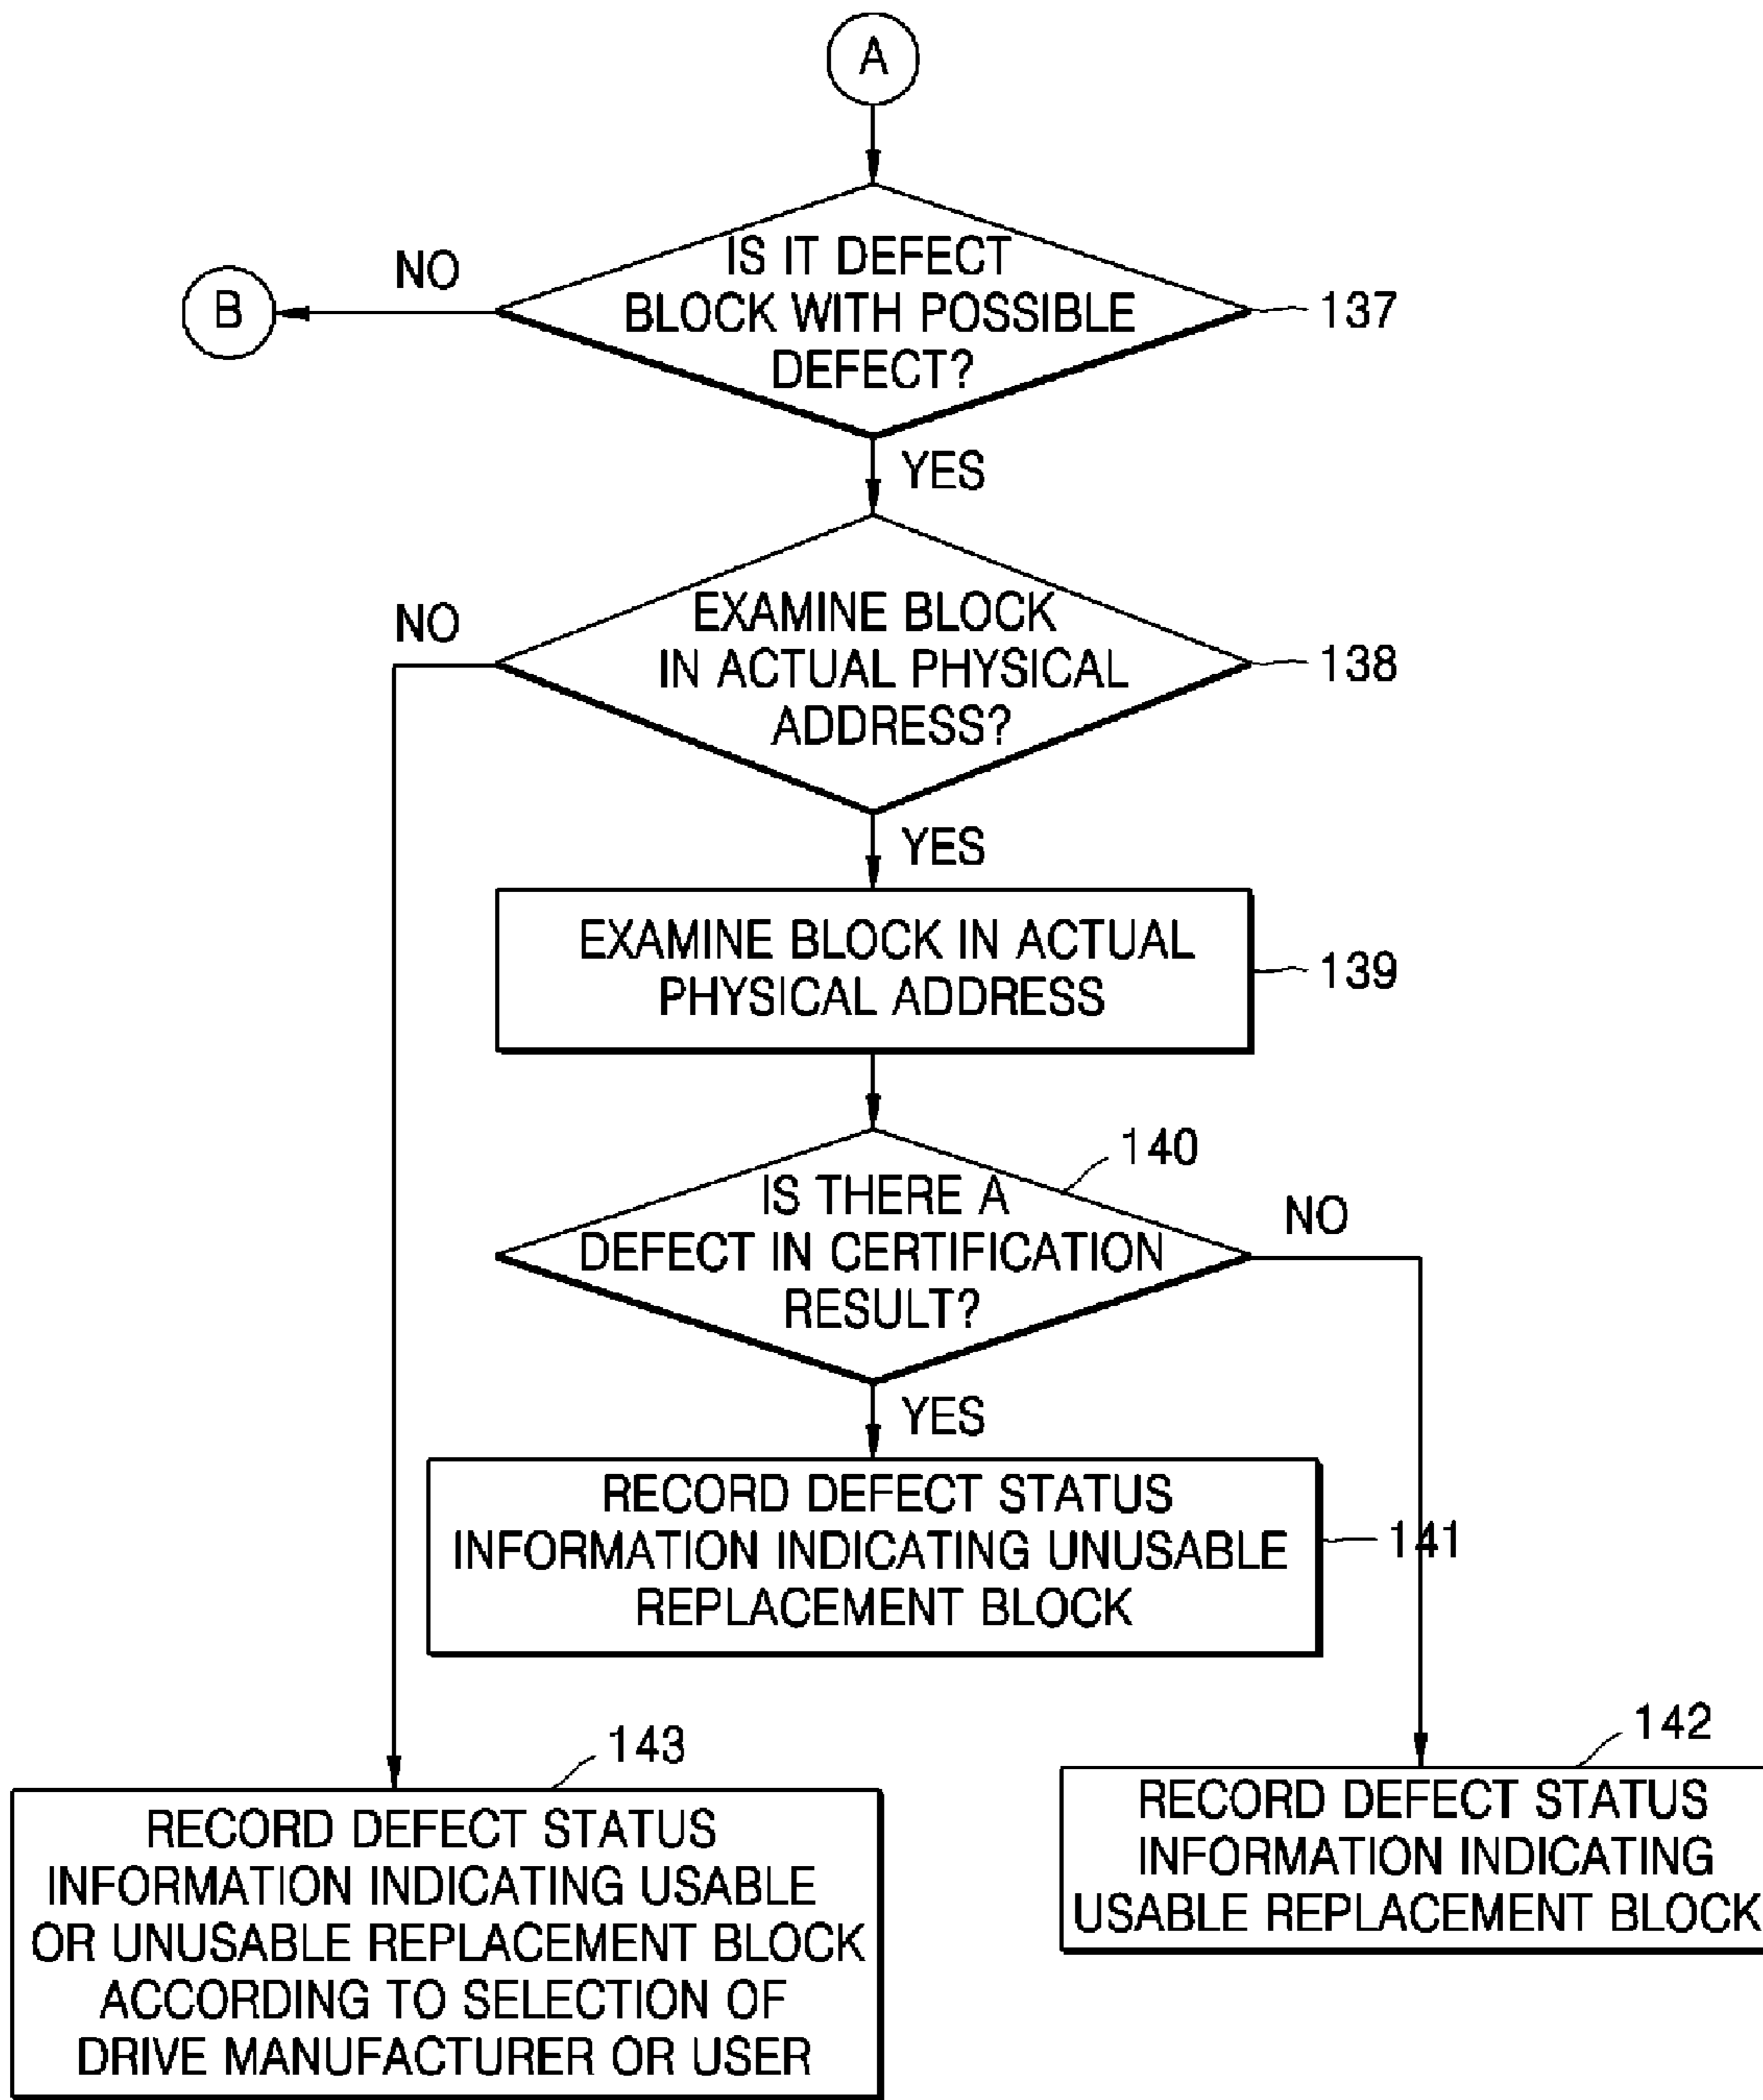 A
IS IT DEFECT
BLOCK WITH POSSIBLE
DEFECT?
NO
B
137
YES
EXAMINE BLOCK
IN ACTUAL PHYSICAL
ADDRESS?
NO
138
YES
EXAMINE BLOCK IN ACTUAL
PHYSICAL ADDRESS
139
140
IS THERE A
DEFECT IN CERTIFICATION
RESULT?
NO
YES
RECORD DEFECT STATUS
INFORMATION INDICATING UNUSABLE
REPLACEMENT BLOCK
141
143
RECORD DEFECT STATUS
INFORMATION INDICATING USABLE
OR UNUSABLE REPLACEMENT BLOCK
ACCORDING TO SELECTION OF
DRIVE MANUFACTURER OR USER
142
RECORD DEFECT STATUS
INFORMATION INDICATING
USABLE REPLACEMENT BLOCK